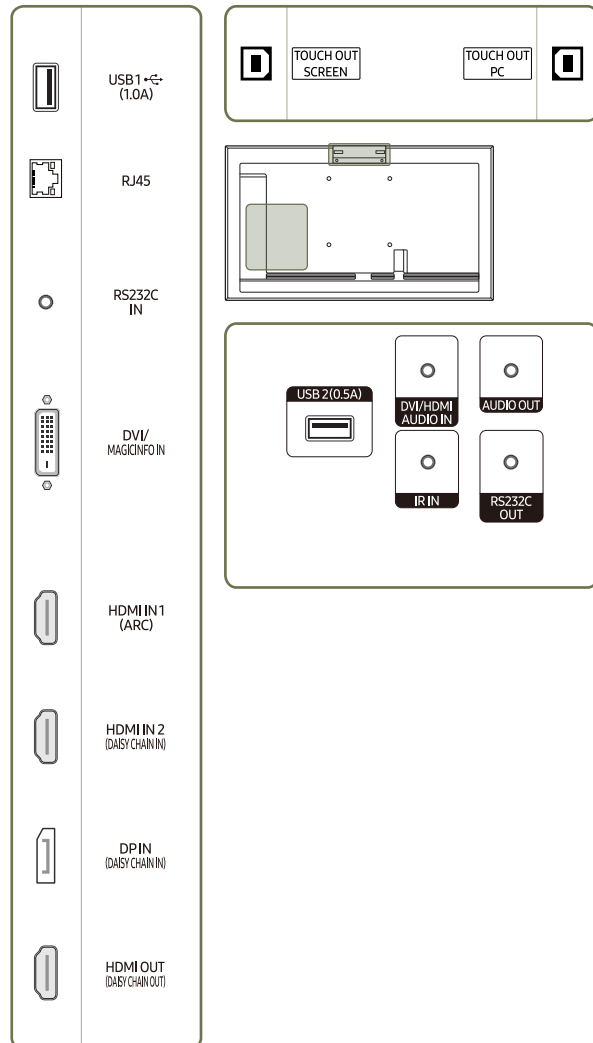 USB 1
(1.0A)
RJ45
RS232C
IN
DVI/
MAGICINFO IN
HDMI IN 1
(ARC)
HDMI IN 2
(DAISY CHAIN IN)
DP IN
(DAISY CHAIN IN)
HDMI OUT
(DAISY CHAIN OUT)
TOUCH OUT
SCREEN
TOUCH OUT
PC
USB 2(0.5A)
DVI/HDMI
AUDIO IN
AUDIO OUT
IR IN
RS232C
OUT